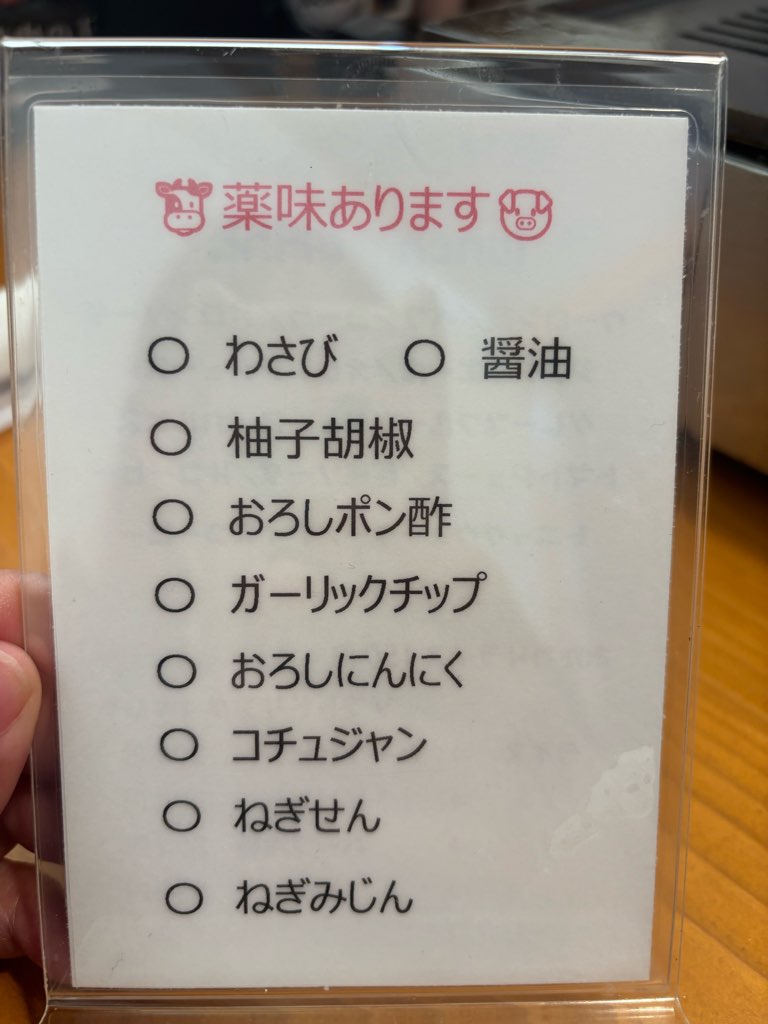 薬味あります
○ わさび ○ 醤油
○ 柚子胡椒
○ おろしポン酢
○ ガーリックチップ
○ おろしにんにく
○ コチュジャン
○ ねぎせん
○ ねぎみじん